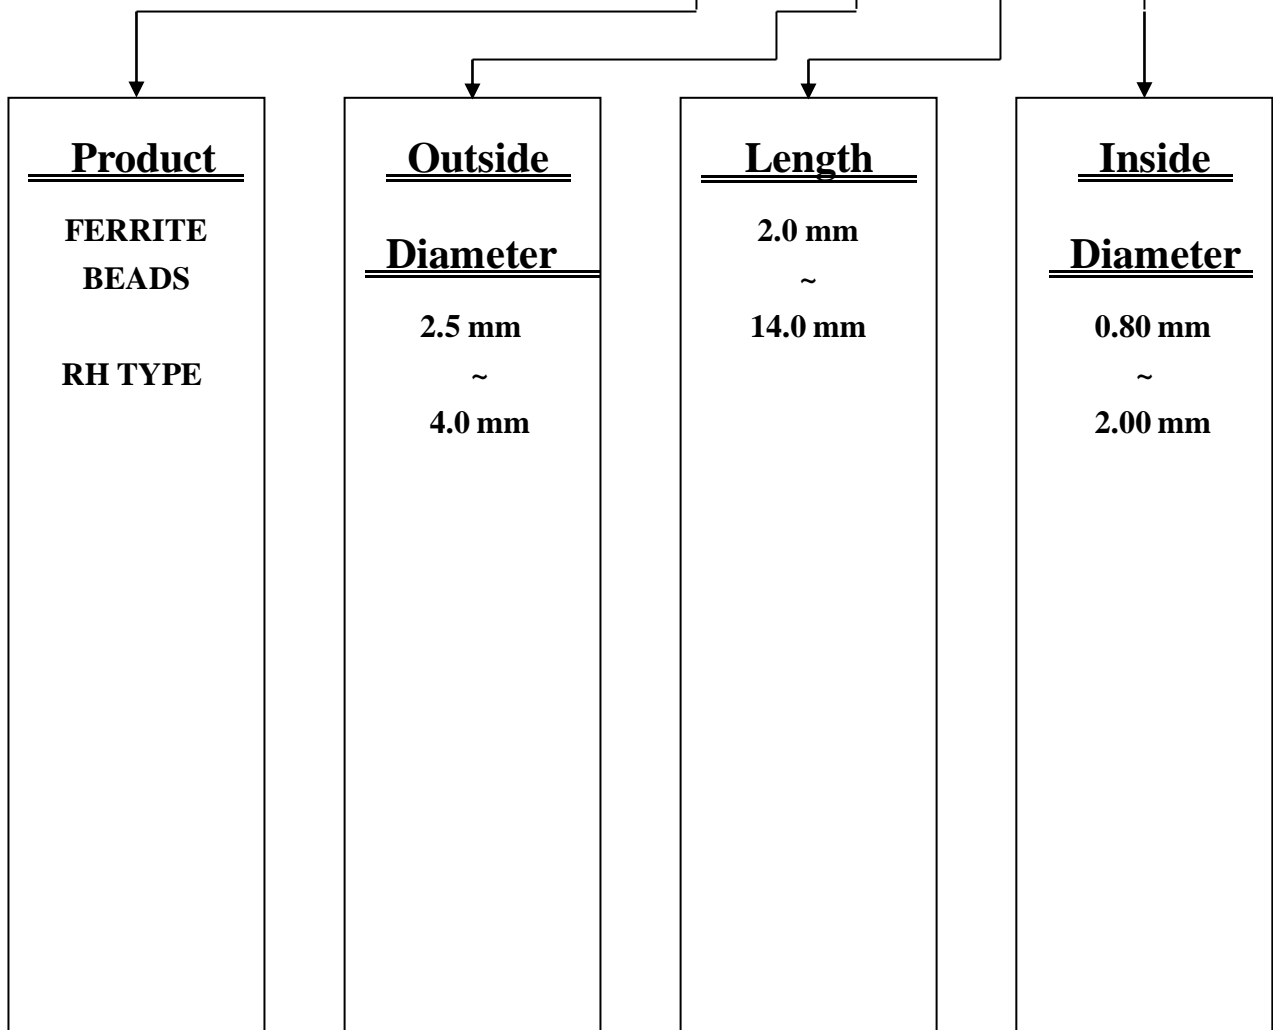 Product
FERRITE
BEADS
RH TYPE
Outside
Diameter
2.5 mm
~
4.0 mm
Length
2.0 mm
~
14.0 mm
Inside
Diameter
0.80 mm
~
2.00 mm